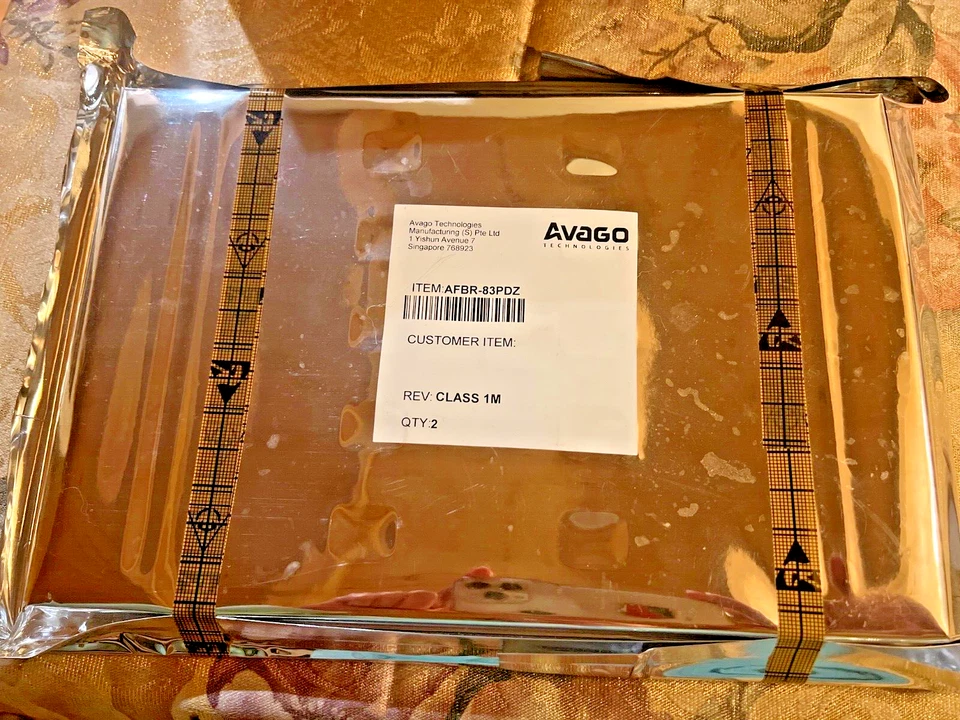 Avago Technologies
Manufacturing (S) Pte Ltd
1 Yishun Avenue 7
Singapore 768923
AVAGO
TECHNOLOGIES
ITEM:AFBR-83PDZ
CUSTOMER ITEM:
REV: CLASS 1M
QTY:2